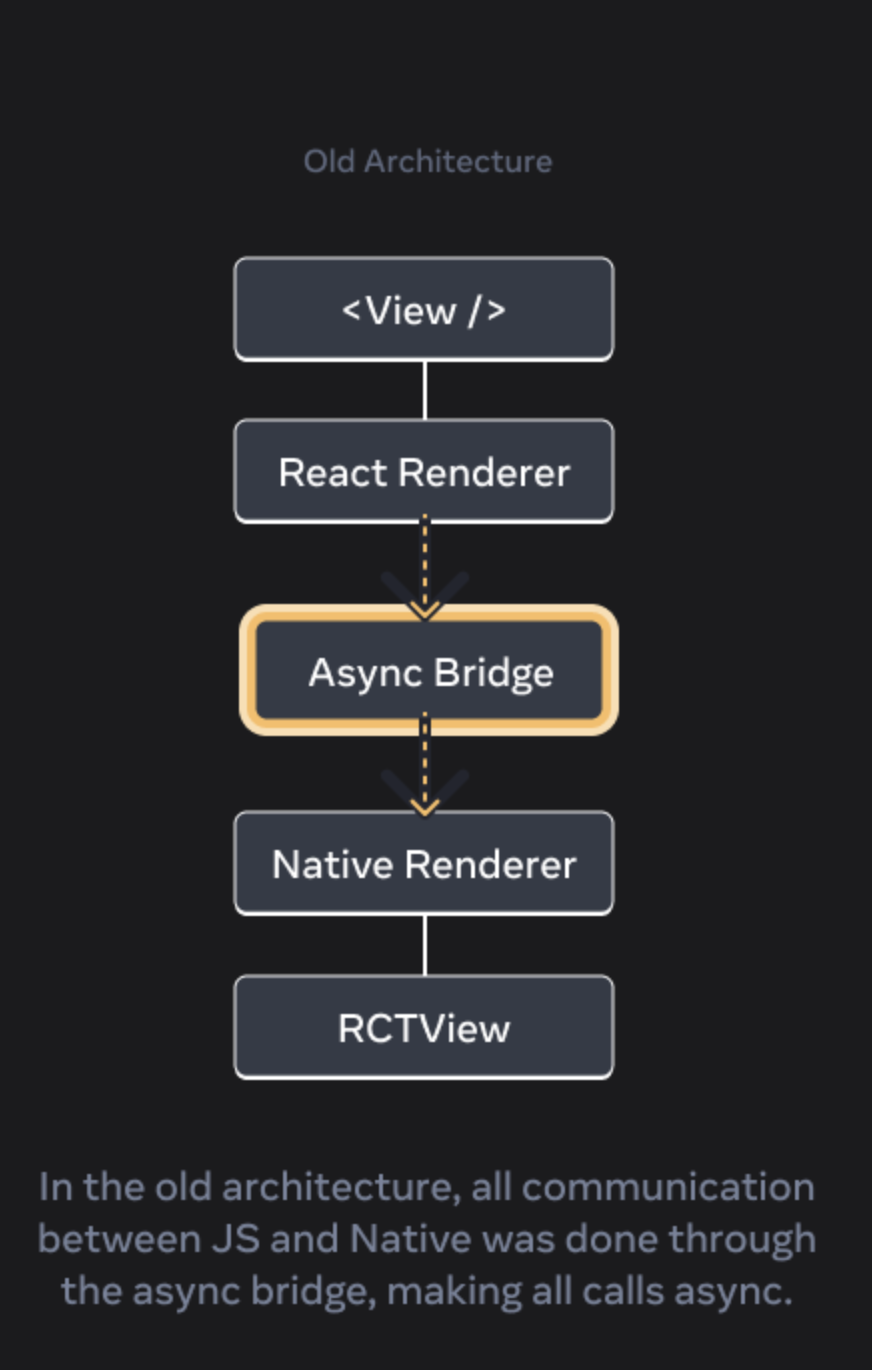 Old Architecture
<View />
React Renderer
Async Bridge
Native Renderer
RCTView
In the old architecture, all communication
between JS and Native was done through
the async bridge, making all calls async.